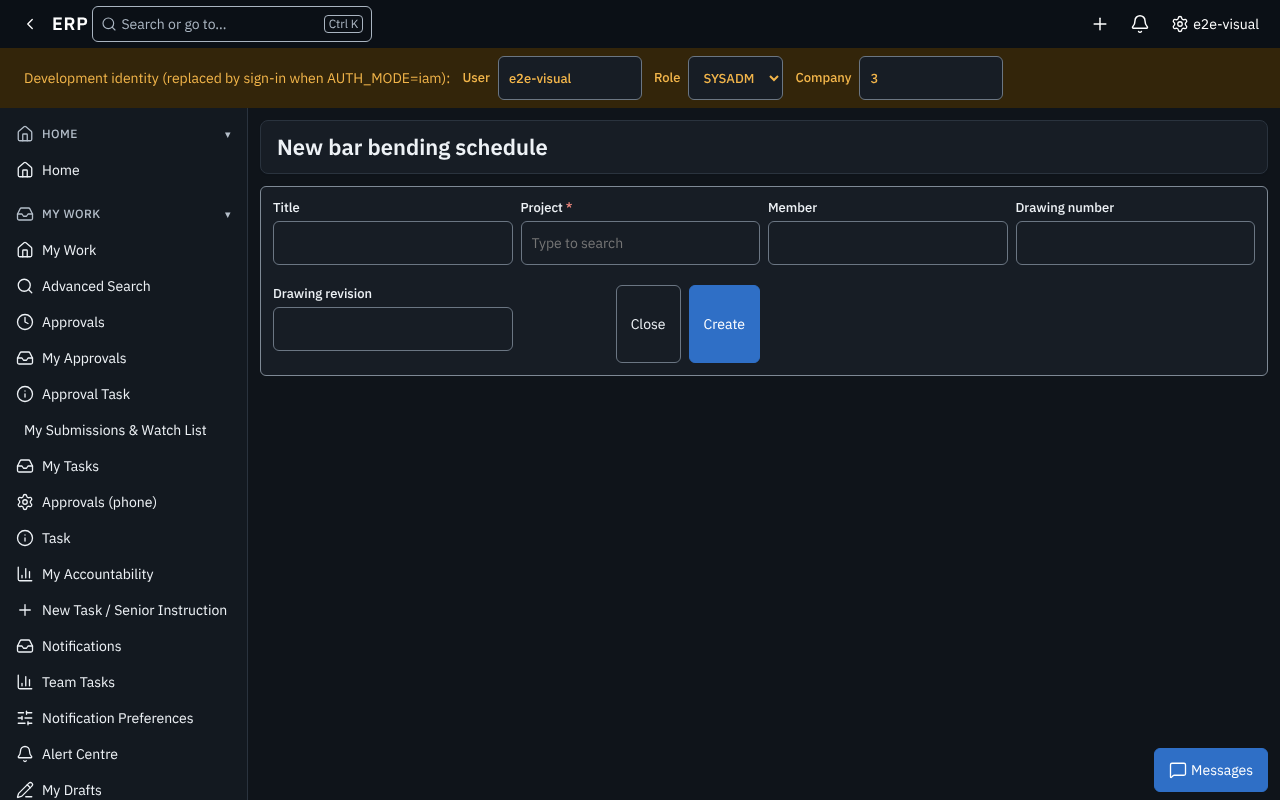 ERP
Search or go to...
Ctrl K
e2e-visual
Development identity (replaced by sign-in when AUTH_MODE=iam):
User
e2e-visual
Role
SYSADM
Company
3
HOME
Home
MY WORK
My Work
Advanced Search
Approvals
My Approvals
Approval Task
My Submissions & Watch List
My Tasks
Approvals (phone)
Task
My Accountability
New Task / Senior Instruction
Notifications
Team Tasks
Notification Preferences
Alert Centre
My Drafts
New bar bending schedule
Title
Project *
Type to search
Member
Drawing number
Drawing revision
Close
Create
Messages